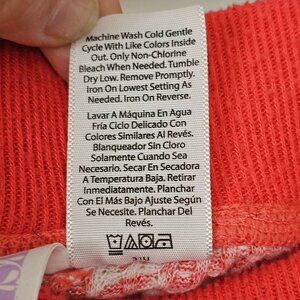 Machine Wash Cold Gentle
Cycle With Like Colors Inside
Out. Only Non-Chlorine
Bleach When Needed. Tumble
Dry Low. Remove Promptly.
Iron On Lowest Setting As
Needed. Iron On Reverse.
Lavar A Máquina En Agua
Fría Ciclo Delicado Con
Colores Similares Al Revés.
Blanqueador Sin Cloro
Solamente Cuando Sea
Necesario. Secar En Secadora
A Temperatura Baja. Retirar
Inmediatamente. Planchar
Con El Más Bajo Ajuste Según
Se Necesite. Planchar Del
Revés.